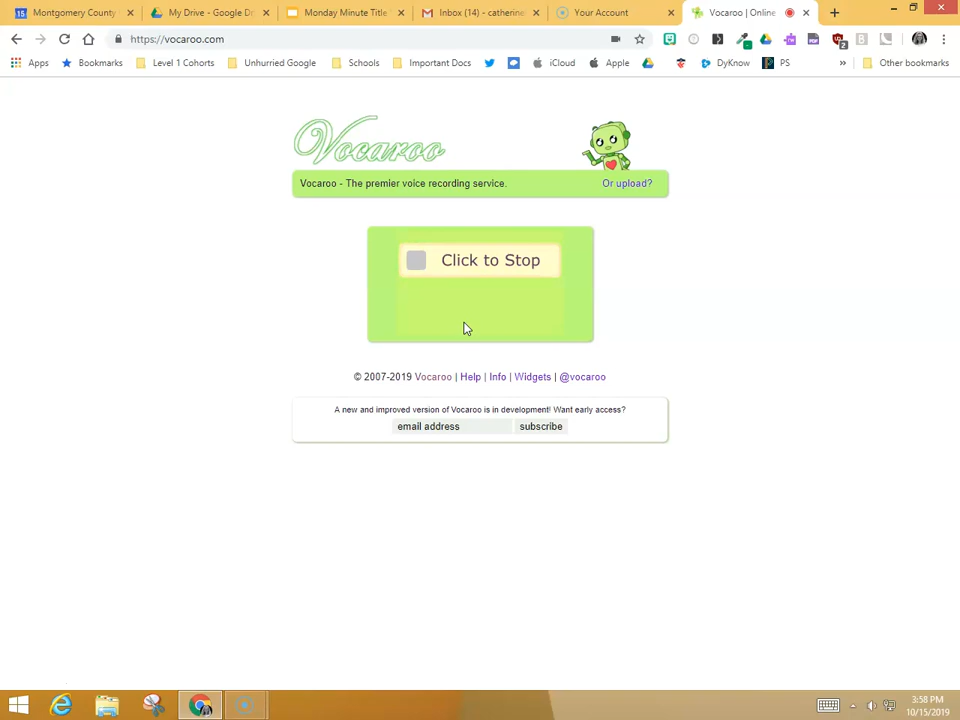 Montgomery County
My Drive - Google Dr
Monday Minute Title
Inbox (14) - catherine
Your Account
Vocaroo | Online
https://vocaroo.com
Apps
Bookmarks
Level 1 Cohorts
Unhurried Google
Schools
Important Docs
iCloud
Apple
DyKnow
PS
»
Other bookmarks
Vocaroo
Vocaroo - The premier voice recording service.
Or upload?
Click to Stop
© 2007-2019 Vocaroo | Help | Info | Widgets | @vocaroo
A new and improved version of Vocaroo is in development! Want early access?
email address
subscribe
3:58 PM
10/15/2019